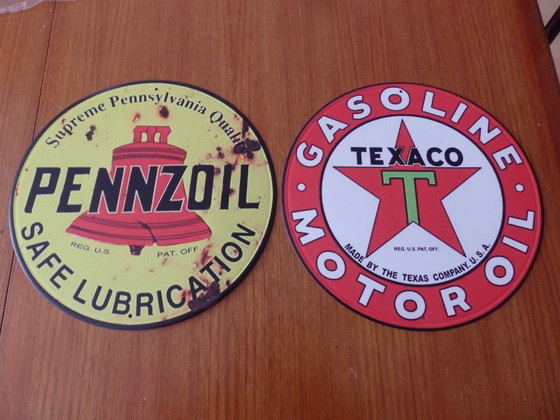 Supreme Pennsylvania Quality
PENNZOIL
REG. U.S. PAT. OFF.
SAFE LUBRICATION
GASOLINE
TEXACO
T
REG. U.S. PAT. OFF.
MADE BY THE TEXAS COMPANY. U.S.A.
MOTOR OIL